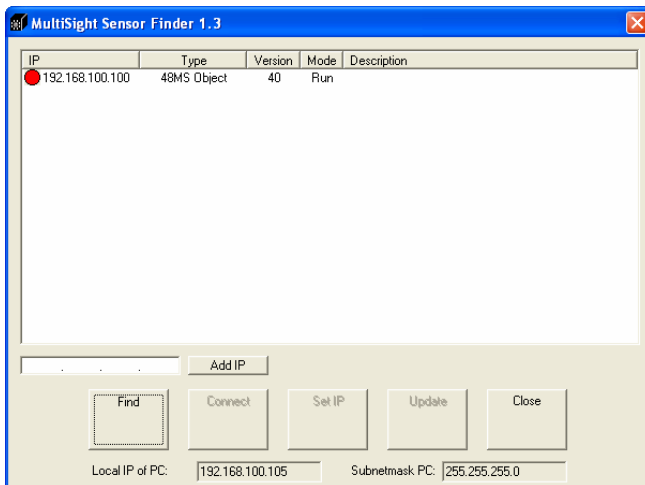 MultiSight Sensor Finder 1.3
IP Type Version Mode Description
192.168.100.100 48MS Object 40 Run
. . . Add IP
Find Connect Set IP Update Close
Local IP of PC: 192.168.100.105 Subnetmask PC: 255.255.255.0